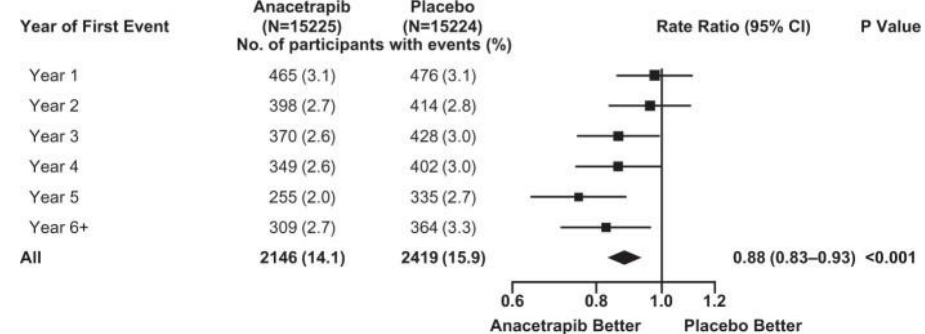 Anacetrapib Placebo
Year of First Event (N=15225) (N=15224) Rate Ratio (95% CI) P Value
No. of participants with events (%)
Year 1 465 (3.1) 476 (3.1)
Year 2 398 (2.7) 414 (2.8)
Year 3 370 (2.6) 428 (3.0)
Year 4 349 (2.6) 402 (3.0)
Year 5 255 (2.0) 335 (2.7)
Year 6+ 309 (2.7) 364 (3.3)
All 2146 (14.1) 2419 (15.9) 0.88 (0.83–0.93) <0.001
0.6 0.8 1.0 1.2
Anacetrapib Better Placebo Better